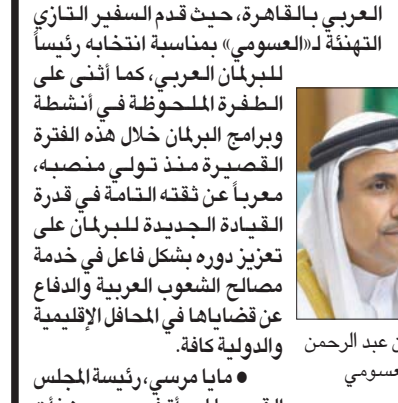 العربي بالقاهرة، حيث قدم السفير التازي
التهنئة لـ«العسومي» بمناسبة انتخابه رئيساً
للبرلمان العربي، كما أثنى على
الطفرة الملحوظة في أنشطة
وبرامج البرلمان خلال هذه الفترة
القصيرة منذ تولي منصبه،
معرباً عن ثقته التامة في قدرة
القيادة الجديدة للبرلمان على
تعزيز دوره بشكل فاعل في خدمة
مصالح الشعوب العربية والدفاع
عن قضاياها في المحافل الإقليمية
والدولية كافة.
ن عبد الرحمن
عسومي
● مايا مرسي، رئيسة المجلس